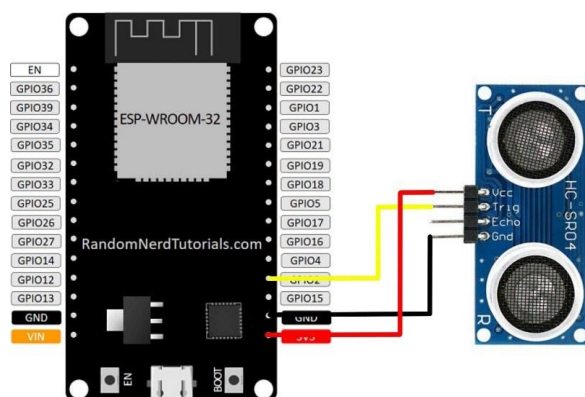 EN
GPIO36
GPIO39
GPIO34
GPIO35
GPIO32
GPIO33
GPIO25
GPIO26
GPIO27
GPIO14
GPIO12
GPIO13
GND
VIN
ESP-WROOM-32
RandomNerdTutorials.com
EN
BOOT
GPIO23
GPIO22
GPIO1
GPIO3
GPIO21
GPIO19
GPIO18
GPIO5
GPIO17
GPIO16
GPIO4
GPIO2
GPIO15
GND
3V3
T
Vcc
Trig
Echo
Gnd
HC-SR04
R